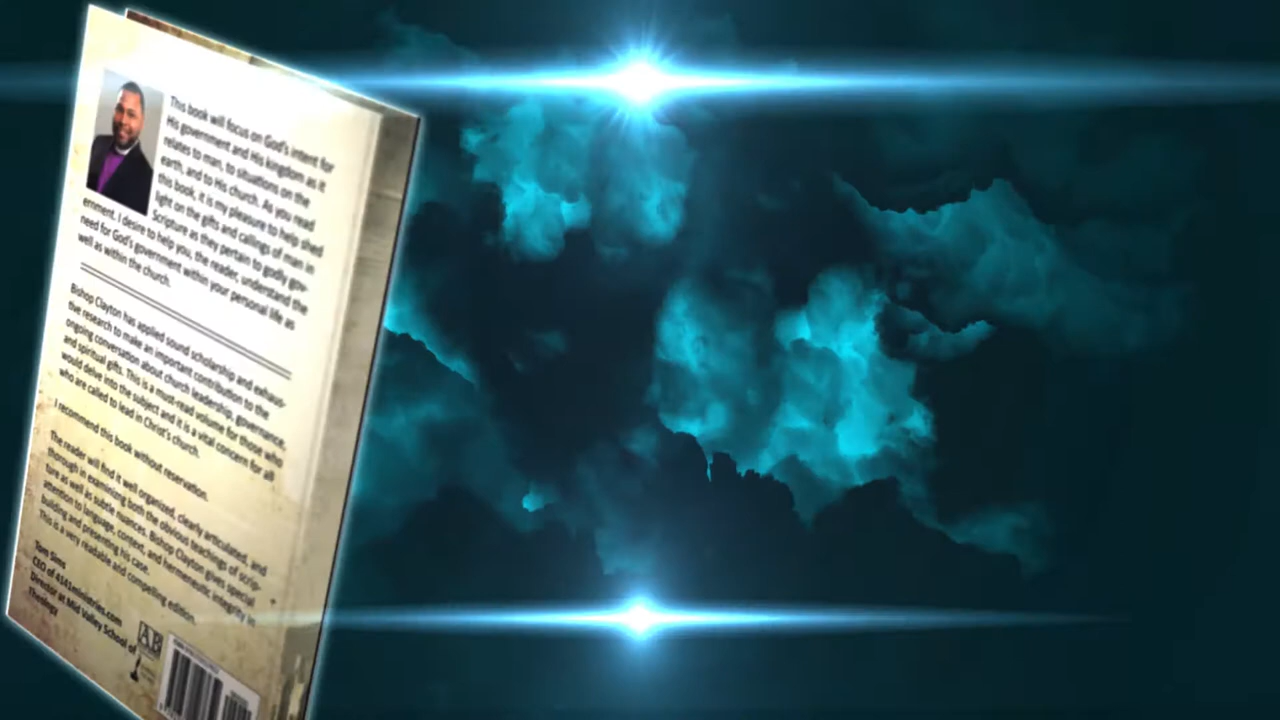 This book will focus on God's intent for
His government and His kingdom as it
relates to man, to situations on the
earth, and to His church. As you read
this book, it is my pleasure to help shed
light on the gifts and callings of man in
Scripture as they pertain to godly gov-
ernment. I desire to help you, the reader, understand the
need for God's government within your personal life as
well as within the church.
Bishop Clayton has applied sound scholarship and exhaus-
tive research to make an important contribution to the
ongoing conversation about church leadership, governance,
and spiritual gifts. This is a must-read volume for those who
would delve into the subject and it is a vital concern for all
who are called to lead in Christ's church.
I recommend this book without reservation.
The reader will find it well organized, clearly articulated, and
thorough in examining both the obvious teachings of scrip-
ture as well as subtle nuances. Bishop Clayton gives special
attention to language, context, and hermeneutic integrity in
building and presenting his case.
This is a very readable and compelling edition.
Tom Sims
CEO of 4141ministries.com
Director at Mid Valley School of
Theology
AB